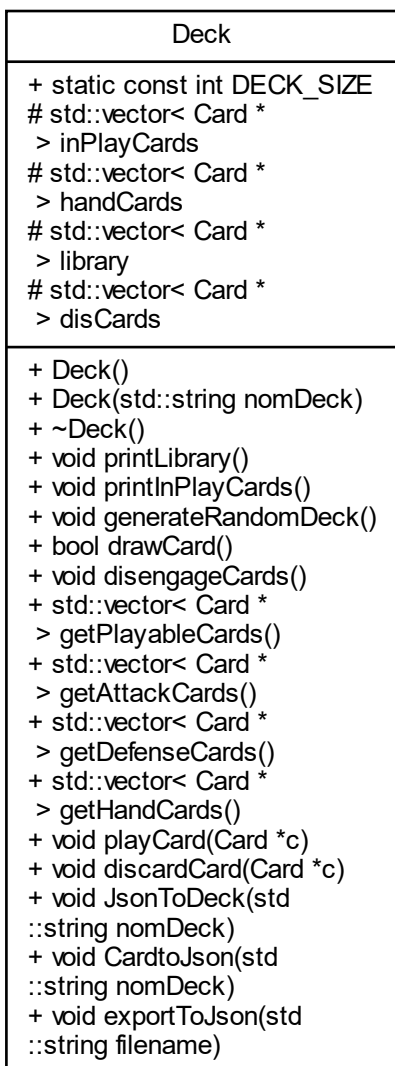 Deck
+ static const int DECK_SIZE
# std::vector< Card *
> inPlayCards
# std::vector< Card *
> handCards
# std::vector< Card *
> library
# std::vector< Card *
> disCards
+ Deck()
+ Deck(std::string nomDeck)
+ ~Deck()
+ void printLibrary()
+ void printInPlayCards()
+ void generateRandomDeck()
+ bool drawCard()
+ void disengageCards()
+ std::vector< Card *
> getPlayableCards()
+ std::vector< Card *
> getAttackCards()
+ std::vector< Card *
> getDefenseCards()
+ std::vector< Card *
> getHandCards()
+ void playCard(Card *c)
+ void discardCard(Card *c)
+ void JsonToDeck(std
::string nomDeck)
+ void CardtoJson(std
::string nomDeck)
+ void exportToJson(std
::string filename)